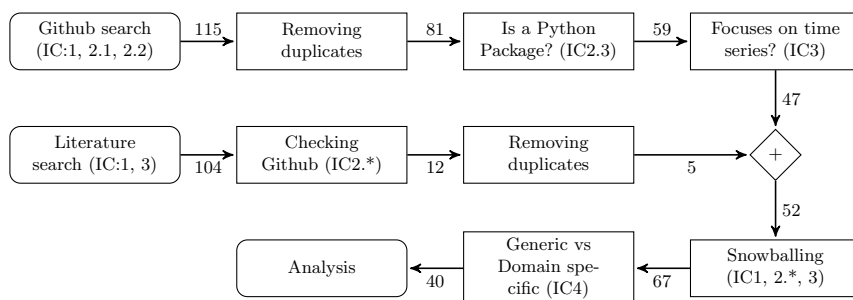 Github search
(IC:1, 2.1, 2.2)
115
Removing
duplicates
81
Is a Python
Package? (IC2.3)
59
Focuses on time
series? (IC3)
47
Literature
search (IC:1, 3)
104
Checking
Github (IC2.*)
12
Removing
duplicates
5
+
52
Snowballing
(IC1, 2.*, 3)
67
Generic vs
Domain spe-
cific (IC4)
40
Analysis